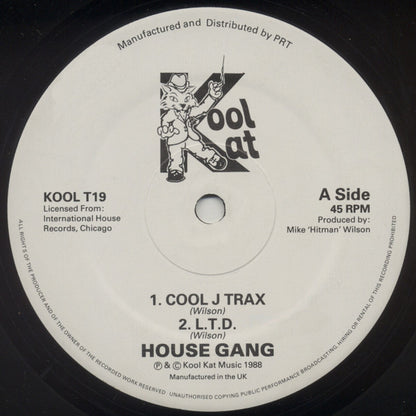 Manufactured and Distributed by PRT
Kool
Kat
KOOL T19
Licensed From:
International House
Records, Chicago
A Side
45 RPM
Produced by:
Mike 'Hitman' Wilson
1. COOL J TRAX
(Wilson)
2. L.T.D.
(Wilson)
HOUSE GANG
℗ & © Kool Kat Music 1988
Manufactured in the UK
ALL RIGHTS OF THE PRODUCER AND OF THE OWNER OF THE RECORDED WORK RESERVED. UNAUTHORISED COPYING PUBLIC PERFORMANCE BROADCASTING, HIRING OR RENTAL OF THIS RECORDING PROHIBITED